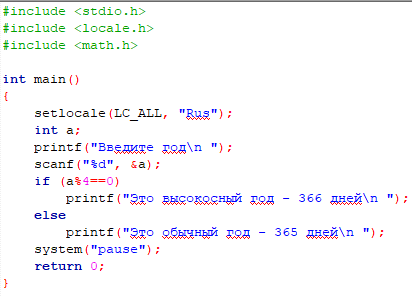 #include <stdio.h>
#include <locale.h>
#include <math.h>
int main()
{
setlocale(LC_ALL, "Rus");
int a;
printf("Введите год\n ");
scanf("%d", &a);
if (a%4==0)
printf("Это высокосный год - 366 дней\n ");
else
printf("Это обычный год - 365 дней\n ");
system("pause");
return 0;
}